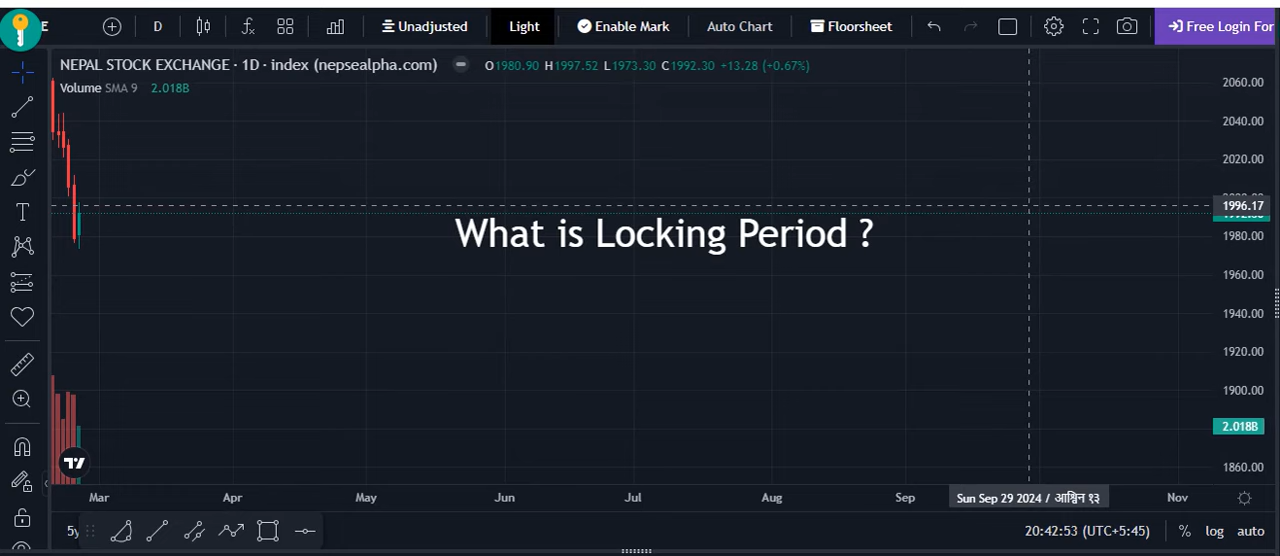 E D Unadjusted Light Enable Mark Auto Chart Floorsheet Free Login For
NEPAL STOCK EXCHANGE · 1D · index (nepsealpha.com) O1980.90 H1997.52 L1973.30 C1992.30 +13.28 (+0.67%)
Volume SMA 9 2.018B
2060.00
2040.00
2020.00
1996.17
What is Locking Period ?
1980.00
1960.00
1940.00
1920.00
1900.00
2.018B
1860.00
Mar Apr May Jun Jul Aug Sep Sun Sep 29 2024 / आश्विन १३ Nov
5y 20:42:53 (UTC+5:45) % log auto